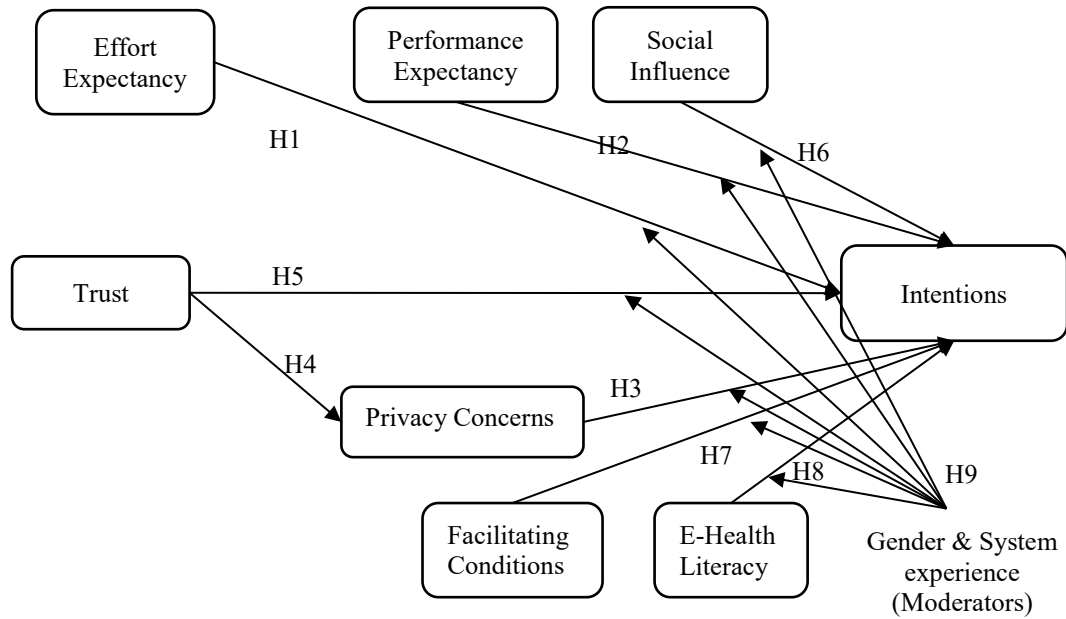 Effort
Expectancy
Performance
Expectancy
Social
Influence
H1
H2
H6
Trust
H5
Intentions
H4
Privacy Concerns
H3
H7
H8
H9
Facilitating
Conditions
E-Health
Literacy
Gender & System
experience
(Moderators)